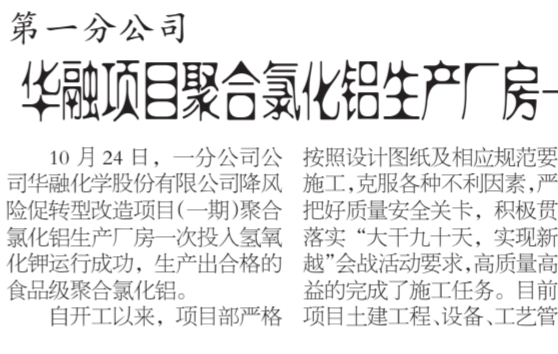 第一分公司
华融项目聚合氯化铝生产厂房一
10月24日，一分公司公
司华融化学股份有限公司降风
险促转型改造项目(一期)聚合
氯化铝生产厂房一次投入氢氧
化钾运行成功，生产出合格的
食品级聚合氯化铝。
自开工以来，项目部严格
按照设计图纸及相应规范要
施工，克服各种不利因素，严
把好质量安全关卡，积极贯
落实“大干九十天，实现新
越”会战活动要求，高质量高
益的完成了施工任务。目前
项目土建工程、设备、工艺管